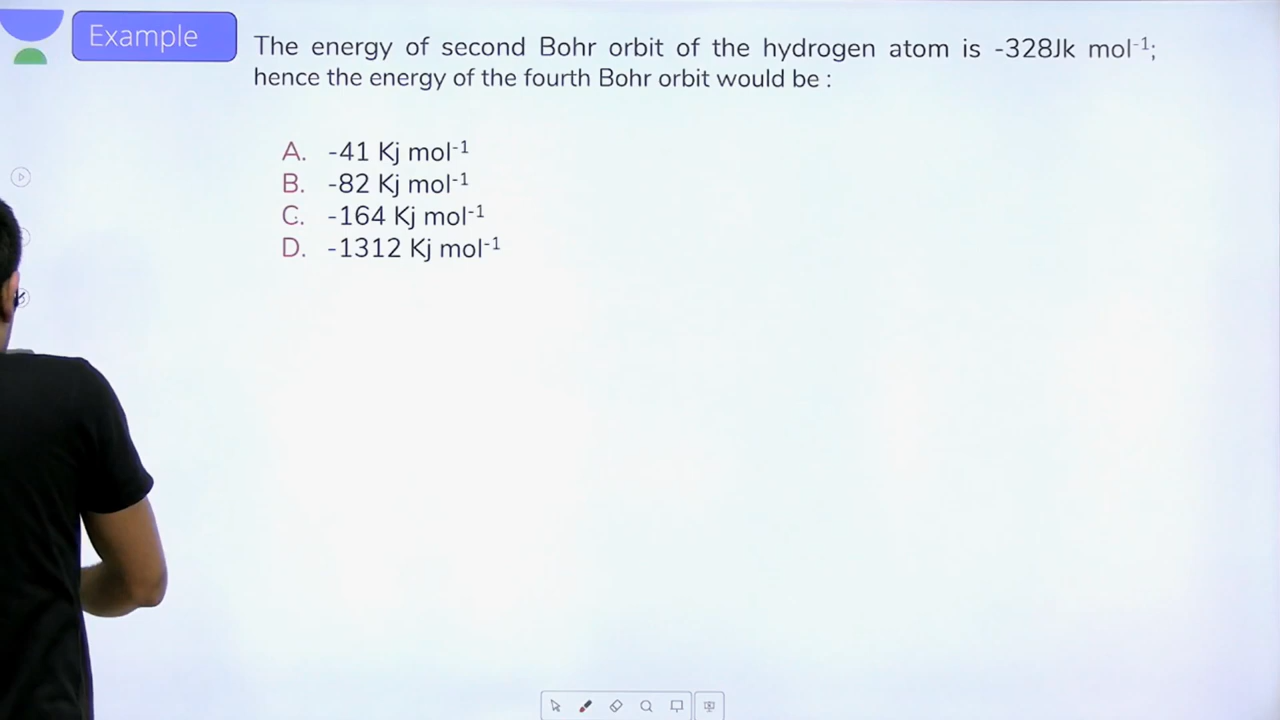 Example
The energy of second Bohr orbit of the hydrogen atom is -328Jk mol⁻¹;
hence the energy of the fourth Bohr orbit would be :
A. -41 Kj mol⁻¹
B. -82 Kj mol⁻¹
C. -164 Kj mol⁻¹
D. -1312 Kj mol⁻¹